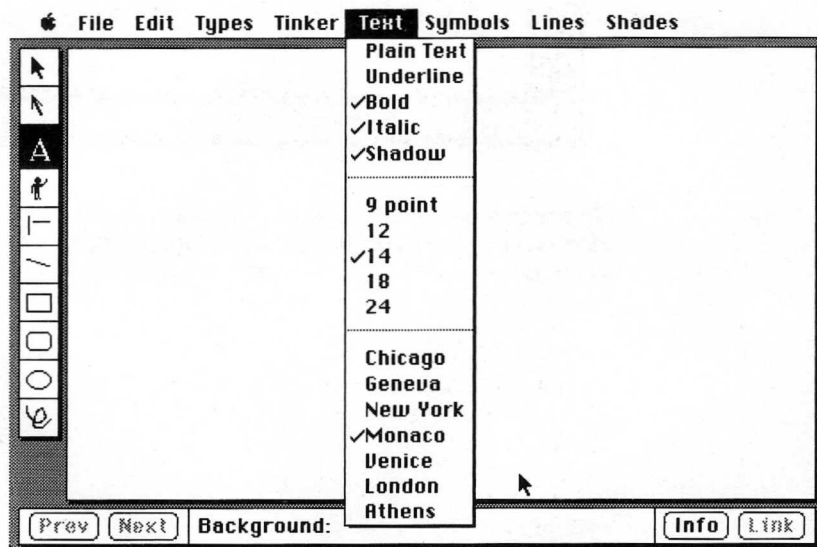 File Edit Types Tinker Text Symbols Lines Shades
Plain Text
Underline
✓Bold
✓Italic
✓Shadow
9 point
12
✓14
18
24
Chicago
Geneva
New York
✓Monaco
Venice
London
Athens
A
Prev Next Background: Info Link